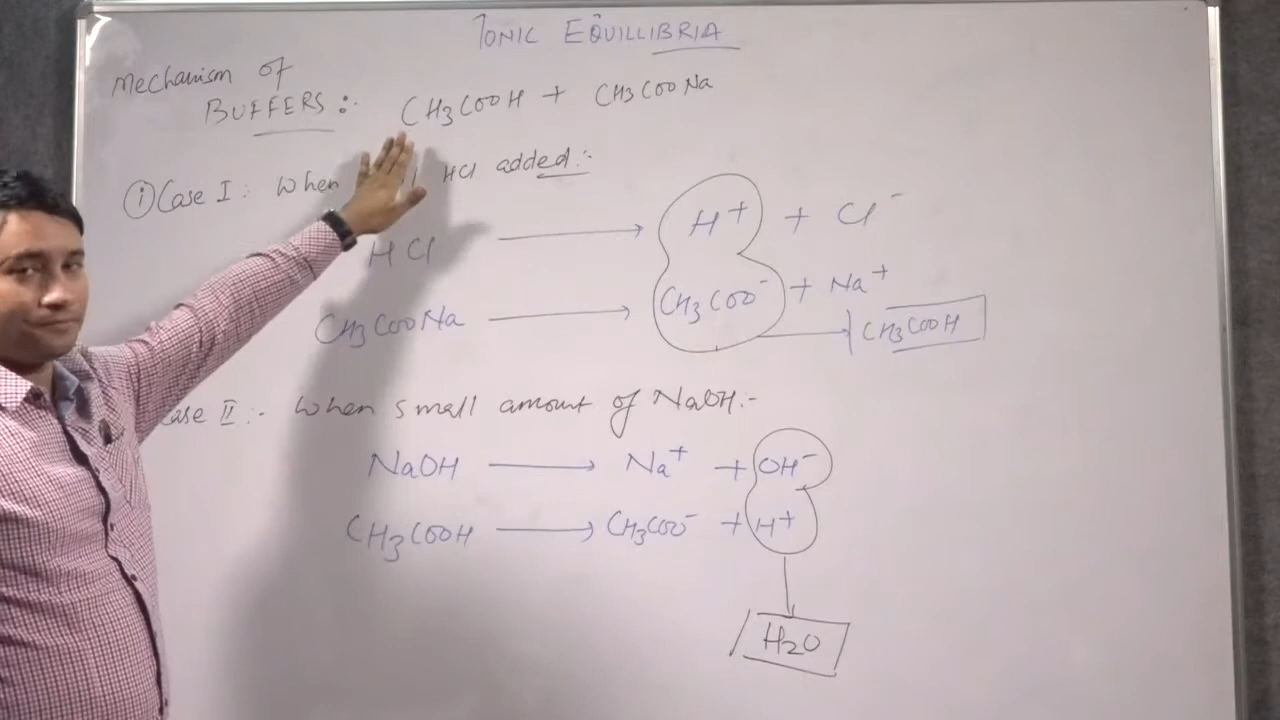 IONIC EQUILLIBRIA
Mechanism of
BUFFERS :- CH3COOH + CH3COONa
① Case I : When HCl added :-
HCl ⟶ H+ + Cl-
CH3COONa ⟶ CH3COO- + Na+
CH3COOH
Case II :- When small amount of NaOH :-
NaOH ⟶ Na+ + OH-
CH3COOH ⟶ CH3COO- + H+
H2O